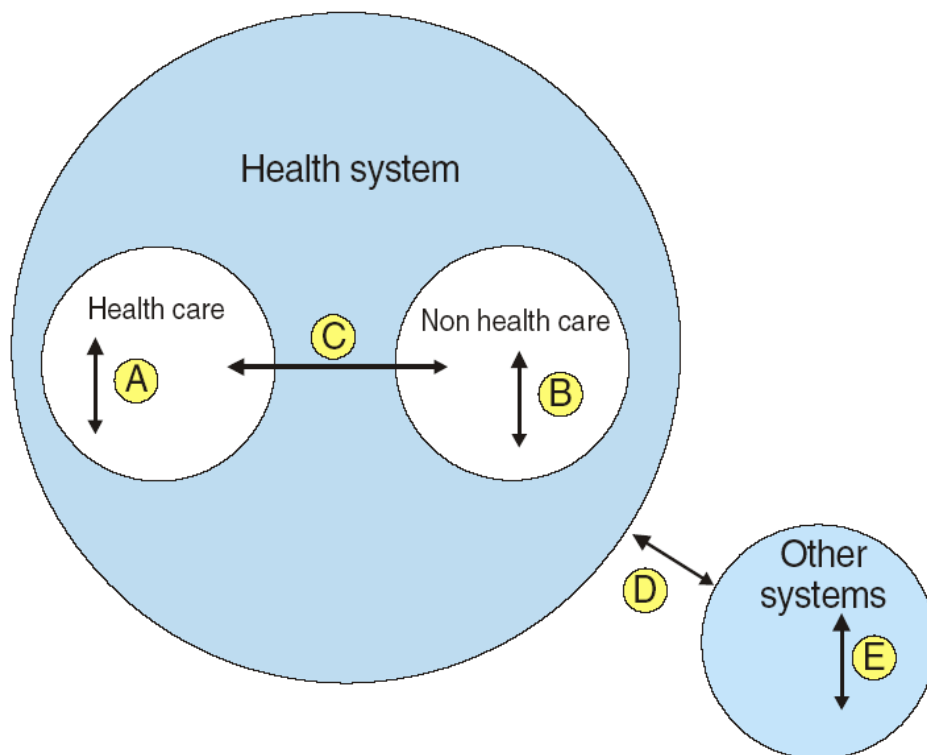 Health system
Health care
Non health care
C
A
B
Other
systems
D
E